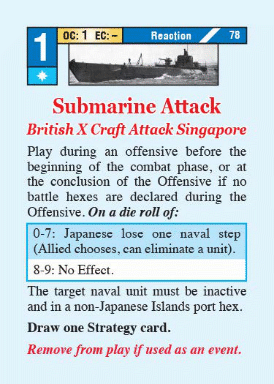 1 OC: 1 EC: – Reaction 78
Submarine Attack
British X Craft Attack Singapore
Play during an offensive before the
beginning of the combat phase, or at
the conclusion of the Offensive if no
battle hexes are declared during the
Offensive. On a die roll of:
0-7: Japanese lose one naval step
(Allied chooses, can eliminate a unit).
8-9: No Effect.
The target naval unit must be inactive
and in a non-Japanese Islands port hex.
Draw one Strategy card.
Remove from play if used as an event.